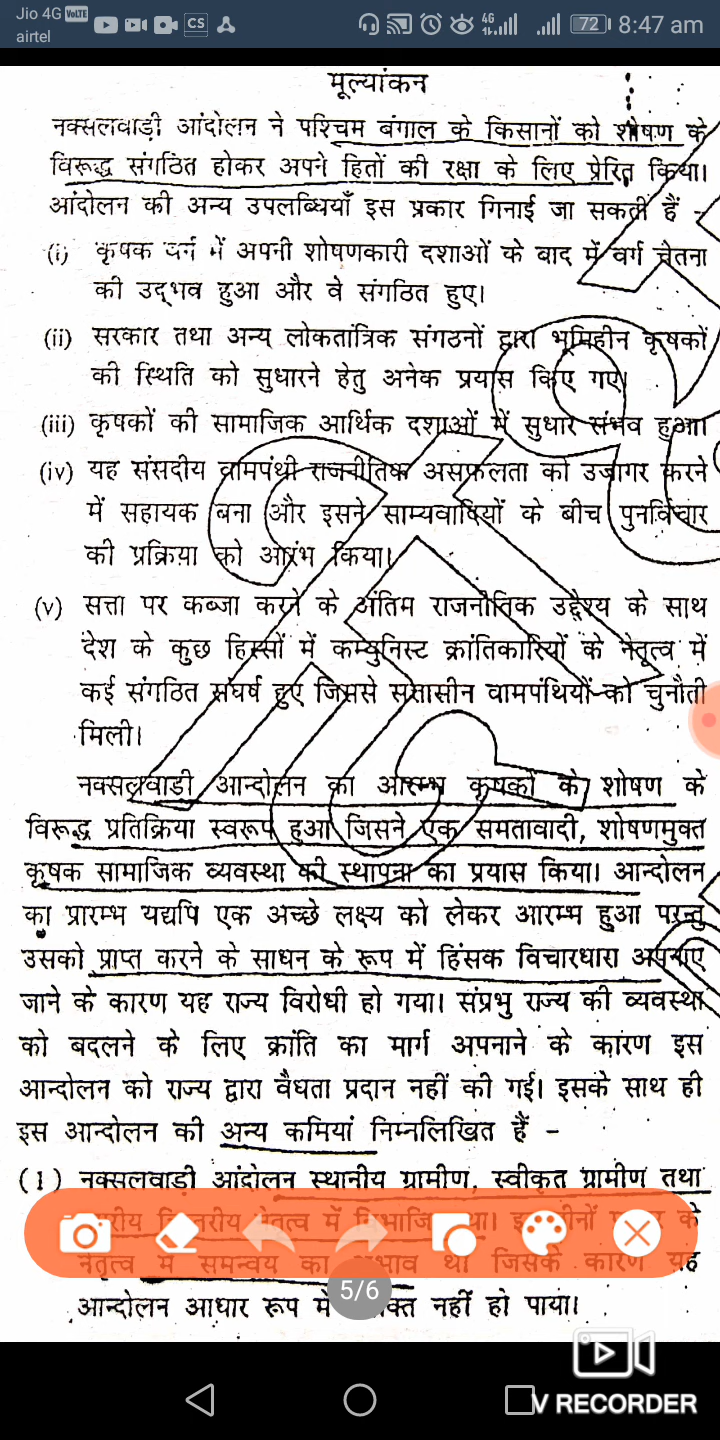 Jio 4G VoLTE
airtel
CS
4G
72
8:47 am
मूल्यांकन
नक्सलवाड़ी आंदोलन ने पश्चिम बंगाल के किसानों को शोषण के
विरूद्ध संगठित होकर अपने हितों की रक्षा के लिए प्रेरित किया।
आंदोलन की अन्य उपलब्धियाँ इस प्रकार गिनाई जा सकती हैं -
(i) कृषक वर्ग में अपनी शोषणकारी दशाओं के बाद में वर्ग चेतना
की उद्भव हुआ और वे संगठित हुए।
(ii) सरकार तथा अन्य लोकतांत्रिक संगठनों द्वारा भूमिहीन कृषकों
की स्थिति को सुधारने हेतु अनेक प्रयास किए गए।
(iii) कृषकों की सामाजिक आर्थिक दशाओं में सुधार संभव हुआ।
(iv) यह संसदीय वामपंथी राजनीतिक असफलता को उजागर करने
में सहायक बना और इसने साम्यवादियों के बीच पुनर्विचार
की प्रक्रिया को आरंभ किया।
(v) सत्ता पर कब्जा करने के अंतिम राजनीतिक उद्देश्य के साथ
देश के कुछ हिस्सों में कम्युनिस्ट क्रांतिकारियों के नेतृत्व में
कई संगठित संघर्ष हुए जिससे सत्तासीन वामपंथियों को चुनौती
मिली।
नक्सलवाडी आन्दोलन का आरम्भ कृषकों के शोषण के
विरूद्ध प्रतिक्रिया स्वरूप हुआ जिसने एक समतावादी, शोषणमुक्त
कृषक सामाजिक व्यवस्था की स्थापना का प्रयास किया। आन्दोलन
का प्रारम्भ यद्यपि एक अच्छे लक्ष्य को लेकर आरम्भ हुआ परन्तु
उसको प्राप्त करने के साधन के रूप में हिंसक विचारधारा अपनाए
जाने के कारण यह राज्य विरोधी हो गया। संप्रभु राज्य की व्यवस्था
को बदलने के लिए क्रांति का मार्ग अपनाने के कारण इस
आन्दोलन को राज्य द्वारा वैधता प्रदान नहीं की गई। इसके साथ ही
इस आन्दोलन की अन्य कमियां निम्नलिखित हैं -
(1) नक्सलवाडी आंदोलन स्थानीय ग्रामीण, स्वीकृत ग्रामीण तथा
में के
नेतृत्व में समन्वय का अभाव था जिसके कारण यह
5/6
आन्दोलन आधार रूप में नहीं हो पाया।
V RECORDER